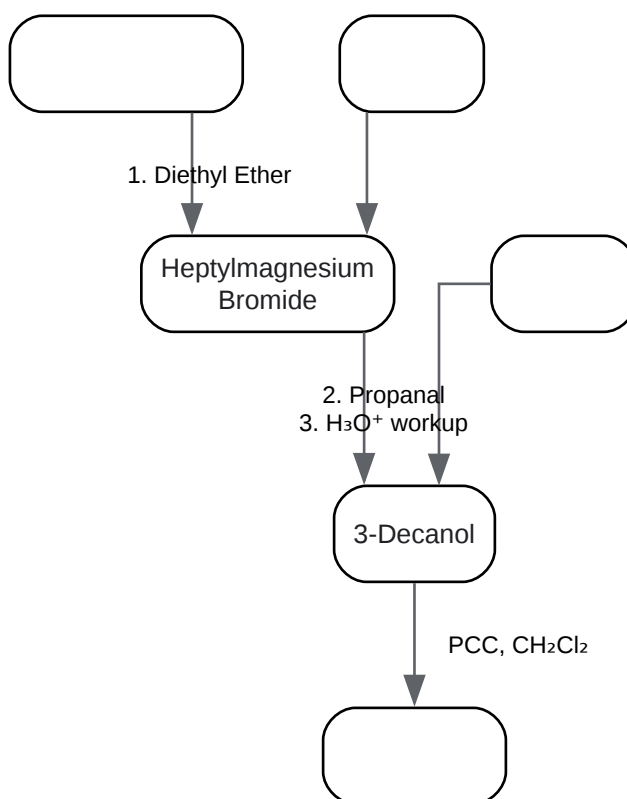 1. Diethyl Ether
Heptylmagnesium
Bromide
2. Propanal
3. H₃O⁺ workup
3-Decanol
PCC, CH₂Cl₂